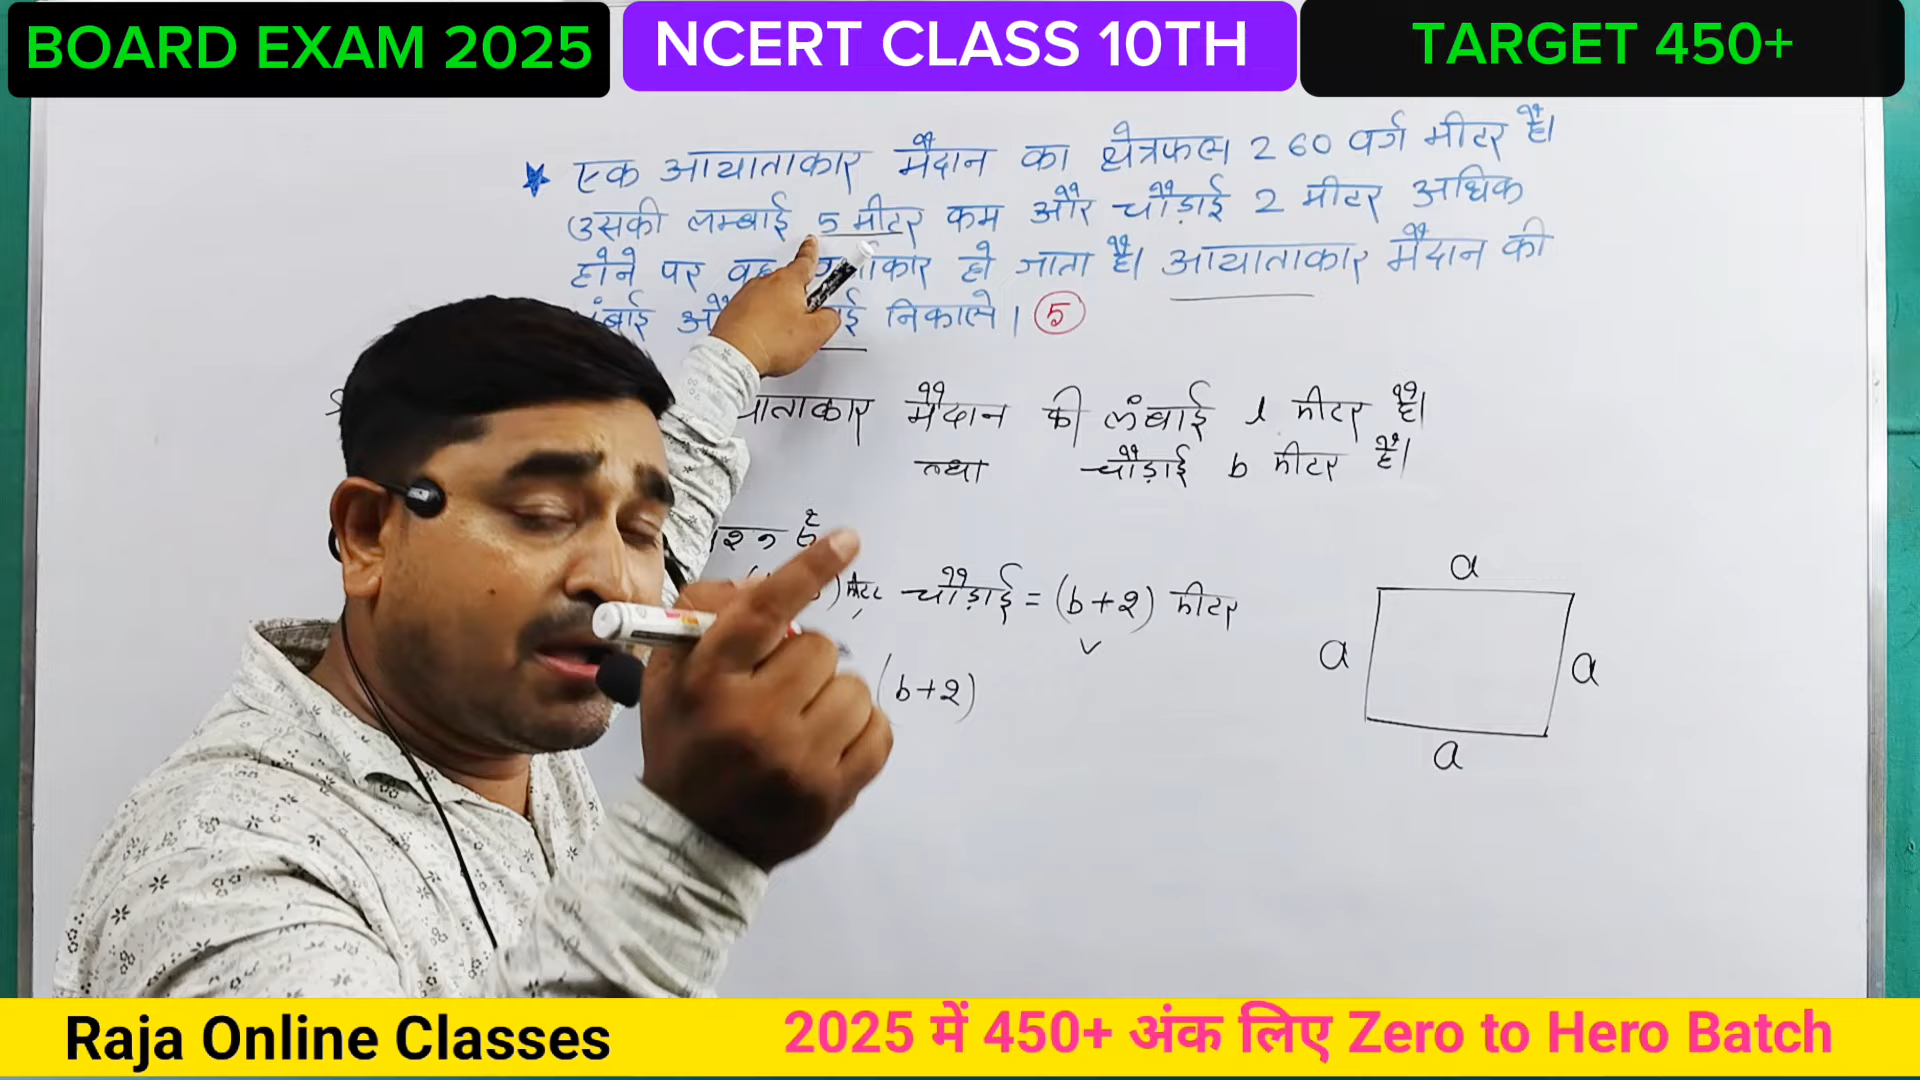 BOARD EXAM 2025
NCERT CLASS 10TH
TARGET 450+
एक आयाताकार मैदान का क्षेत्रफल 260 वर्ग मीटर है।
उसकी लम्बाई 5 मीटर कम और चौड़ाई 2 मीटर अधिक
होने पर वह हो जाता है। आयाताकार मैदान की
निकाले। 5
मैदान की लंबाई l मीटर है।
तथा चौड़ाई b मीटर है।
चौड़ाई = (b+2) मीटर
(b+2)
a
a
a
a
Raja Online Classes
2025 में 450+ अंक लिए Zero to Hero Batch